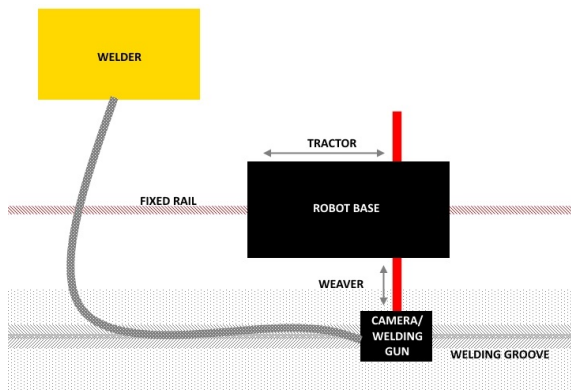 WELDER
TRACTOR
FIXED RAIL
ROBOT BASE
WEAVER
CAMERA/
WELDING
GUN
WELDING GROOVE